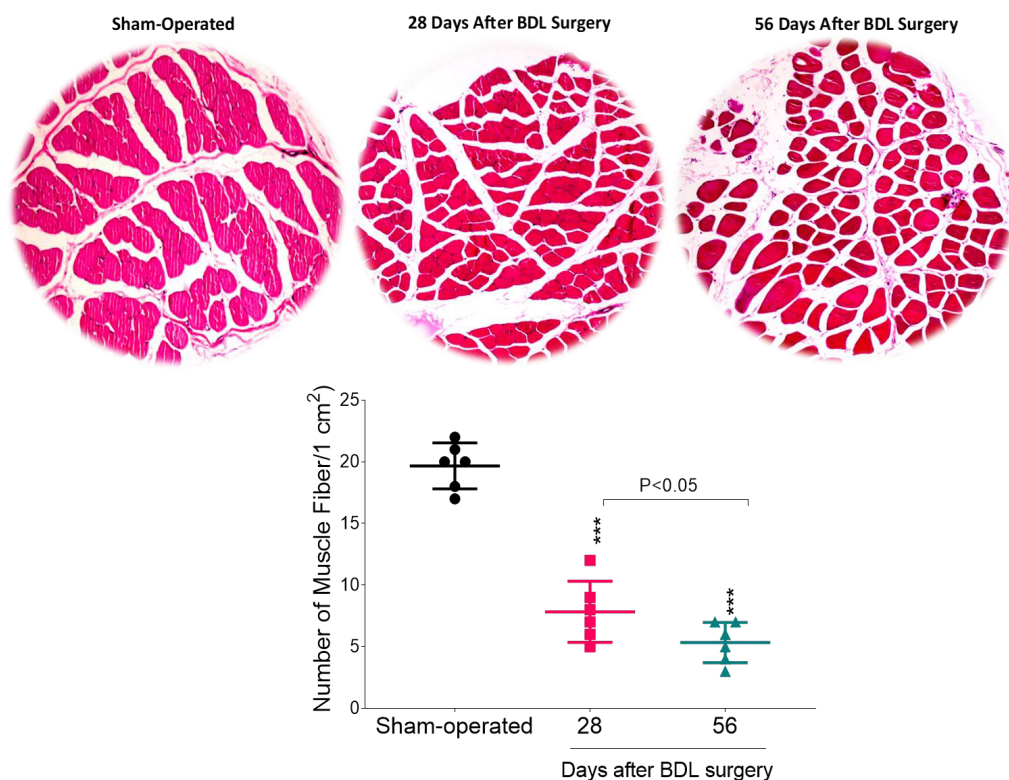 Sham-Operated
28 Days After BDL Surgery
56 Days After BDL Surgery
Number of Muscle Fiber/1 cm²
25
20
15
10
5
0
P<0.05
***
***
Sham-operated
28
56
Days after BDL surgery